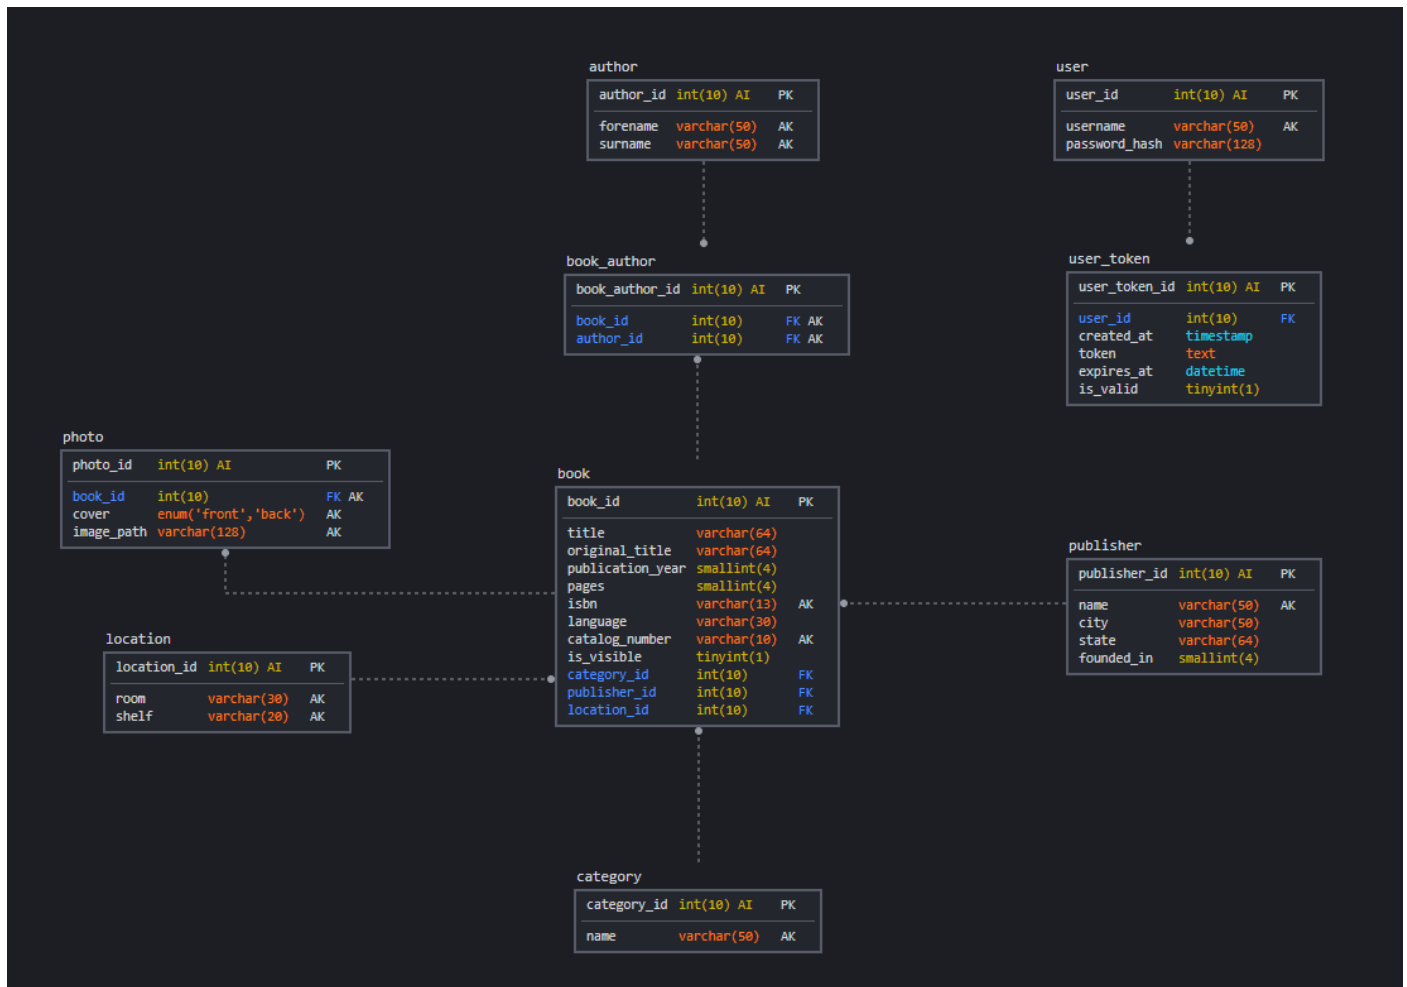 author
author_id int(10) AI PK
forename varchar(50) AK
surname varchar(50) AK
user
user_id int(10) AI PK
username varchar(50) AK
password_hash varchar(128)
book_author
book_author_id int(10) AI PK
book_id int(10) FK AK
author_id int(10) FK AK
user_token
user_token_id int(10) AI PK
user_id int(10) FK
created_at timestamp
token text
expires_at datetime
is_valid tinyint(1)
photo
photo_id int(10) AI PK
book_id int(10) FK AK
cover enum('front','back') AK
image_path varchar(128) AK
book
book_id int(10) AI PK
title varchar(64)
original_title varchar(64)
publication_year smallint(4)
pages smallint(4)
isbn varchar(13) AK
language varchar(30)
catalog_number varchar(10) AK
is_visible tinyint(1)
category_id int(10) FK
publisher_id int(10) FK
location_id int(10) FK
publisher
publisher_id int(10) AI PK
name varchar(50) AK
city varchar(50)
state varchar(64)
founded_in smallint(4)
location
location_id int(10) AI PK
room varchar(30) AK
shelf varchar(20) AK
category
category_id int(10) AI PK
name varchar(50) AK